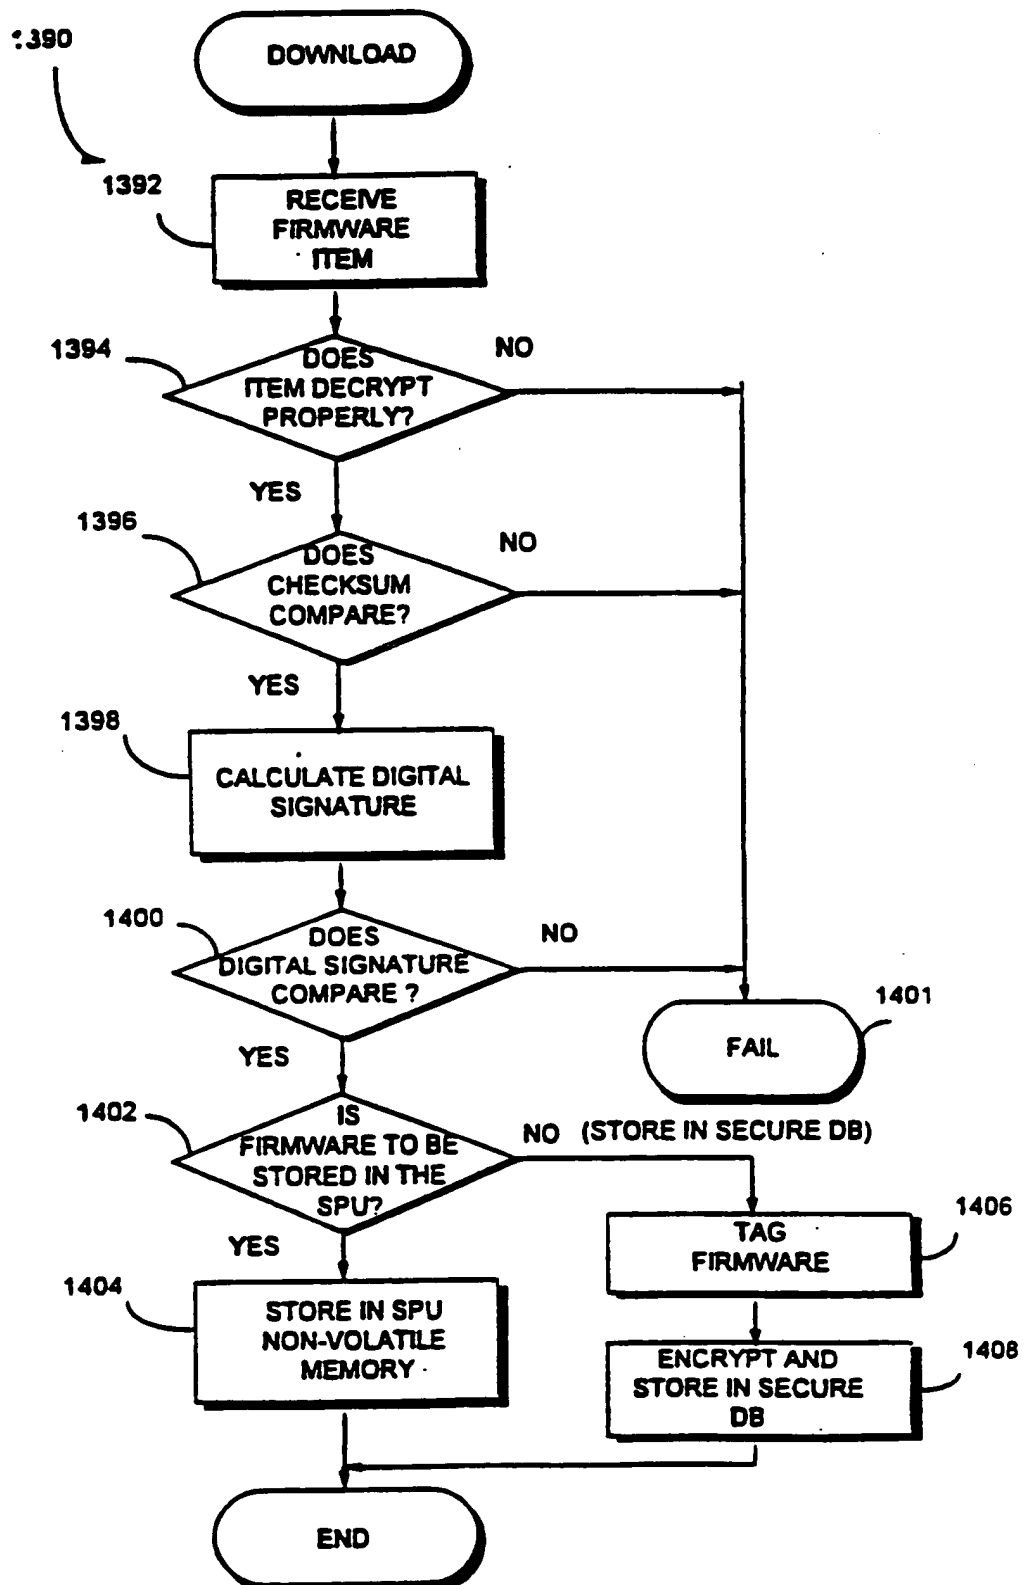 1390
DOWNLOAD
1392
RECEIVE
FIRMWARE
ITEM
1394
DOES
ITEM DECRYPT
PROPERLY?
NO
YES
1396
DOES
CHECKSUM
COMPARE?
NO
YES
1398
CALCULATE DIGITAL
SIGNATURE
1400
DOES
DIGITAL SIGNATURE
COMPARE ?
NO
1401
FAIL
YES
1402
IS
FIRMWARE TO BE
STORED IN THE
SPU?
NO (STORE IN SECURE DB)
YES
1406
TAG
FIRMWARE
1404
STORE IN SPU
NON-VOLATILE
MEMORY
1408
ENCRYPT AND
STORE IN SECURE
DB
END